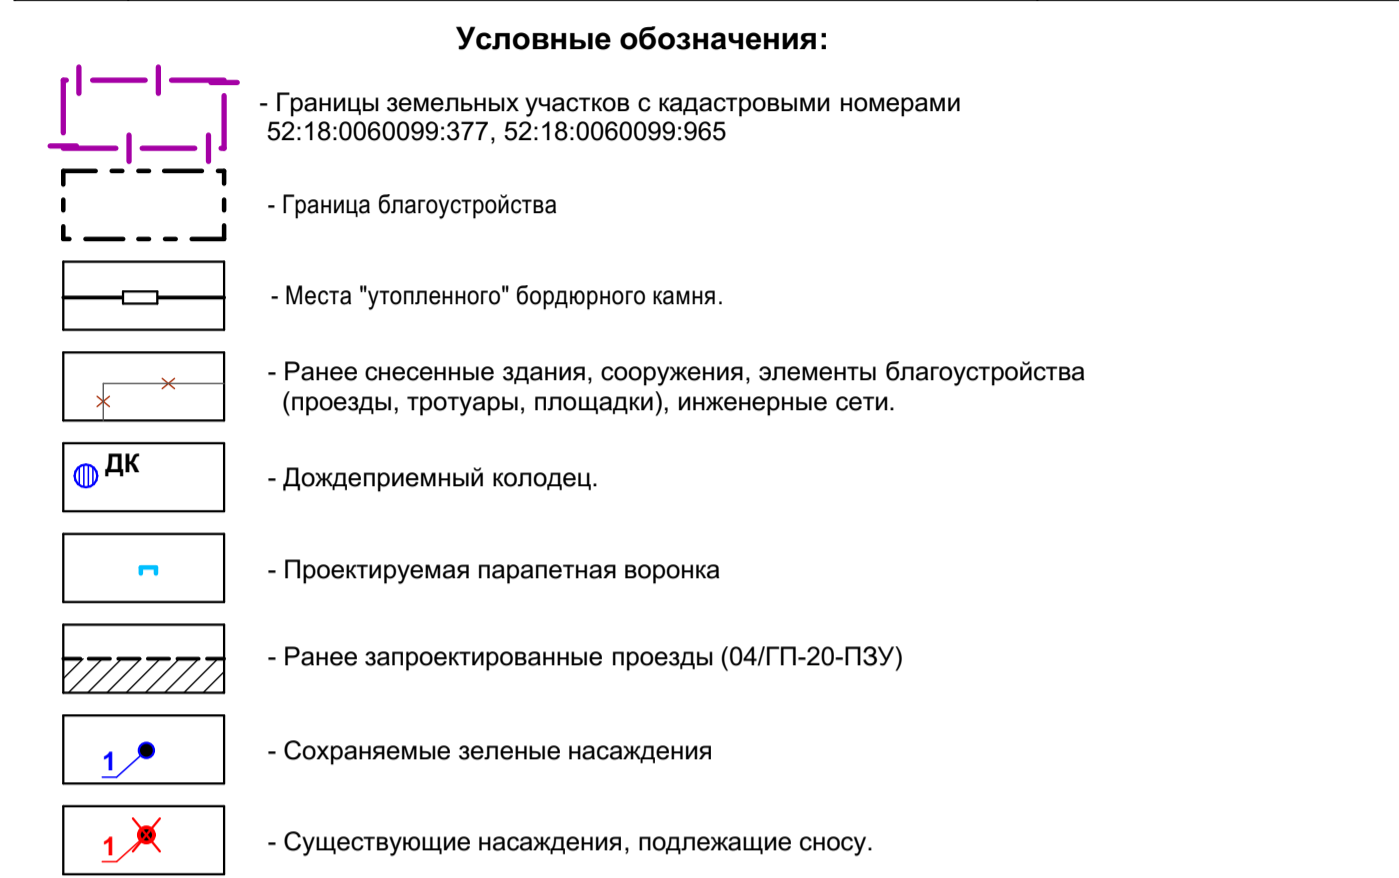 Условные обозначения:
- Границы земельных участков с кадастровыми номерами
52:18:0060099:377, 52:18:0060099:965
- Граница благоустройства
- Места "утопленного" бордюрного камня.
- Ранее снесенные здания, сооружения, элементы благоустройства
(проезды, тротуары, площадки), инженерные сети.
ДК
- Дождеприемный колодец.
- Проектируемая парапетная воронка
- Ранее запроектированные проезды (04/ГП-20-ПЗУ)
1
- Сохраняемые зеленые насаждения
1
- Существующие насаждения, подлежащие сносу.